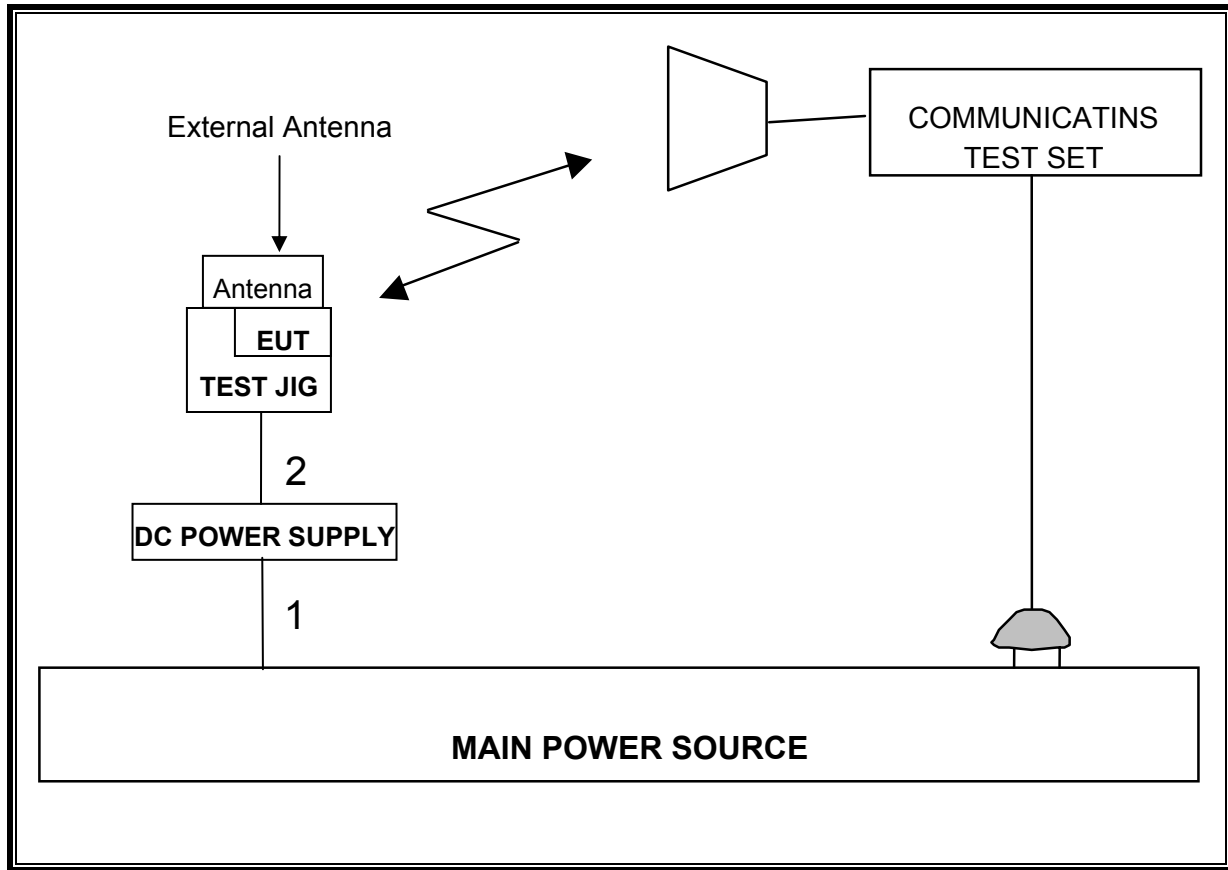 External Antenna
COMMUNICATINS
TEST SET
Antenna
EUT
TEST JIG
2
DC POWER SUPPLY
1
MAIN POWER SOURCE